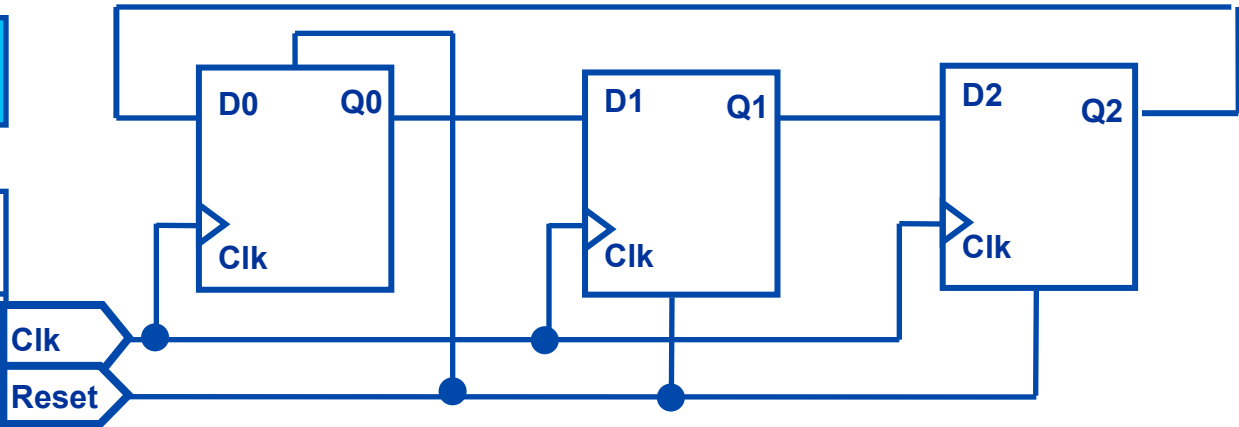 D0 Q0
Clk
D1 Q1
Clk
D2 Q2
Clk
Clk
Reset